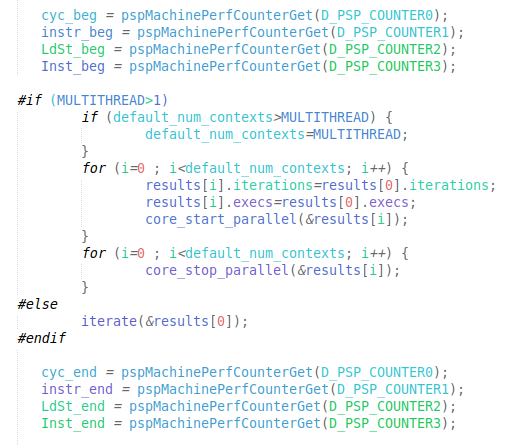 cyc_beg = pspMachinePerfCounterGet(D_PSP_COUNTER0);
instr_beg = pspMachinePerfCounterGet(D_PSP_COUNTER1);
LdSt_beg = pspMachinePerfCounterGet(D_PSP_COUNTER2);
Inst_beg = pspMachinePerfCounterGet(D_PSP_COUNTER3);
#if (MULTITHREAD>1)
if (default_num_contexts>MULTITHREAD) {
default_num_contexts=MULTITHREAD;
}
for (i=0 ; i<default_num_contexts; i++) {
results[i].iterations=results[0].iterations;
results[i].execs=results[0].execs;
core_start_parallel(&results[i]);
}
for (i=0 ; i<default_num_contexts; i++) {
core_stop_parallel(&results[i]);
}
#else
iterate(&results[0]);
#endif
cyc_end = pspMachinePerfCounterGet(D_PSP_COUNTER0);
instr_end = pspMachinePerfCounterGet(D_PSP_COUNTER1);
LdSt_end = pspMachinePerfCounterGet(D_PSP_COUNTER2);
Inst_end = pspMachinePerfCounterGet(D_PSP_COUNTER3);